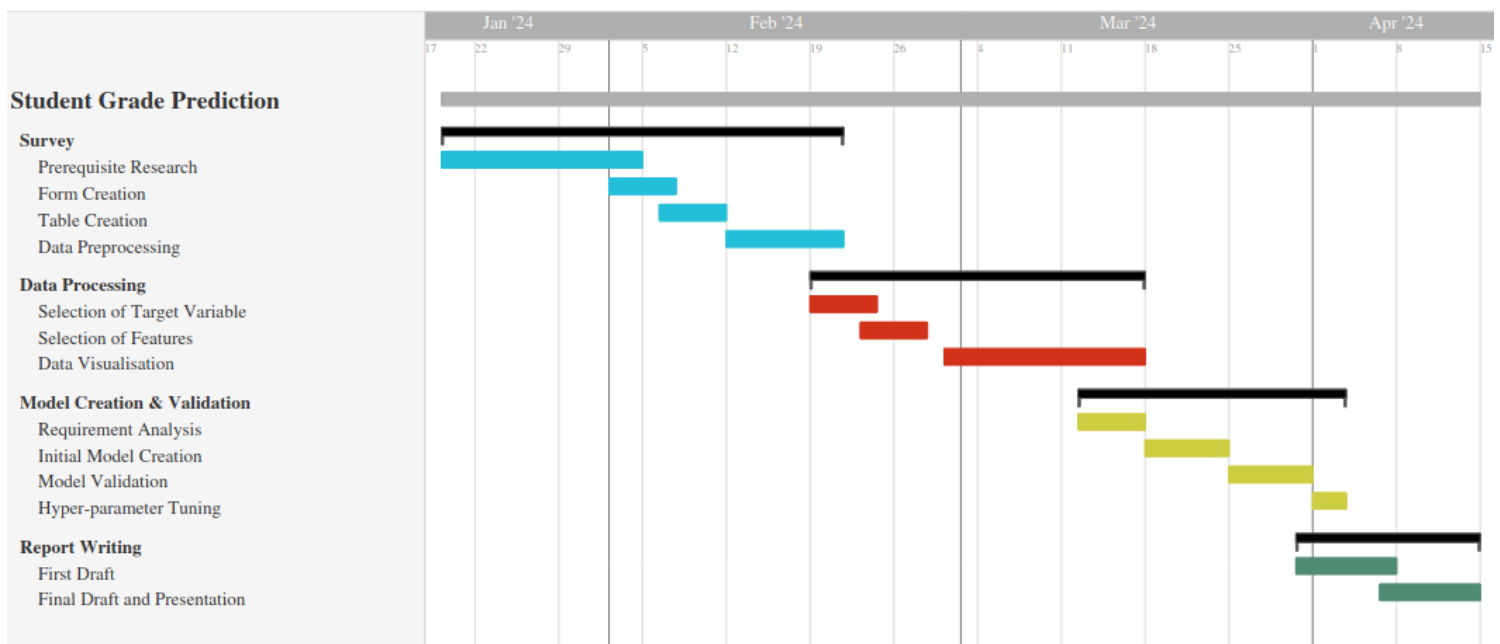 Jan '24 Feb '24 Mar '24 Apr '24
17 22 29 5 12 19 26 4 11 18 25 1 8 15
Student Grade Prediction
Survey
Prerequisite Research
Form Creation
Table Creation
Data Preprocessing
Data Processing
Selection of Target Variable
Selection of Features
Data Visualisation
Model Creation & Validation
Requirement Analysis
Initial Model Creation
Model Validation
Hyper-parameter Tuning
Report Writing
First Draft
Final Draft and Presentation